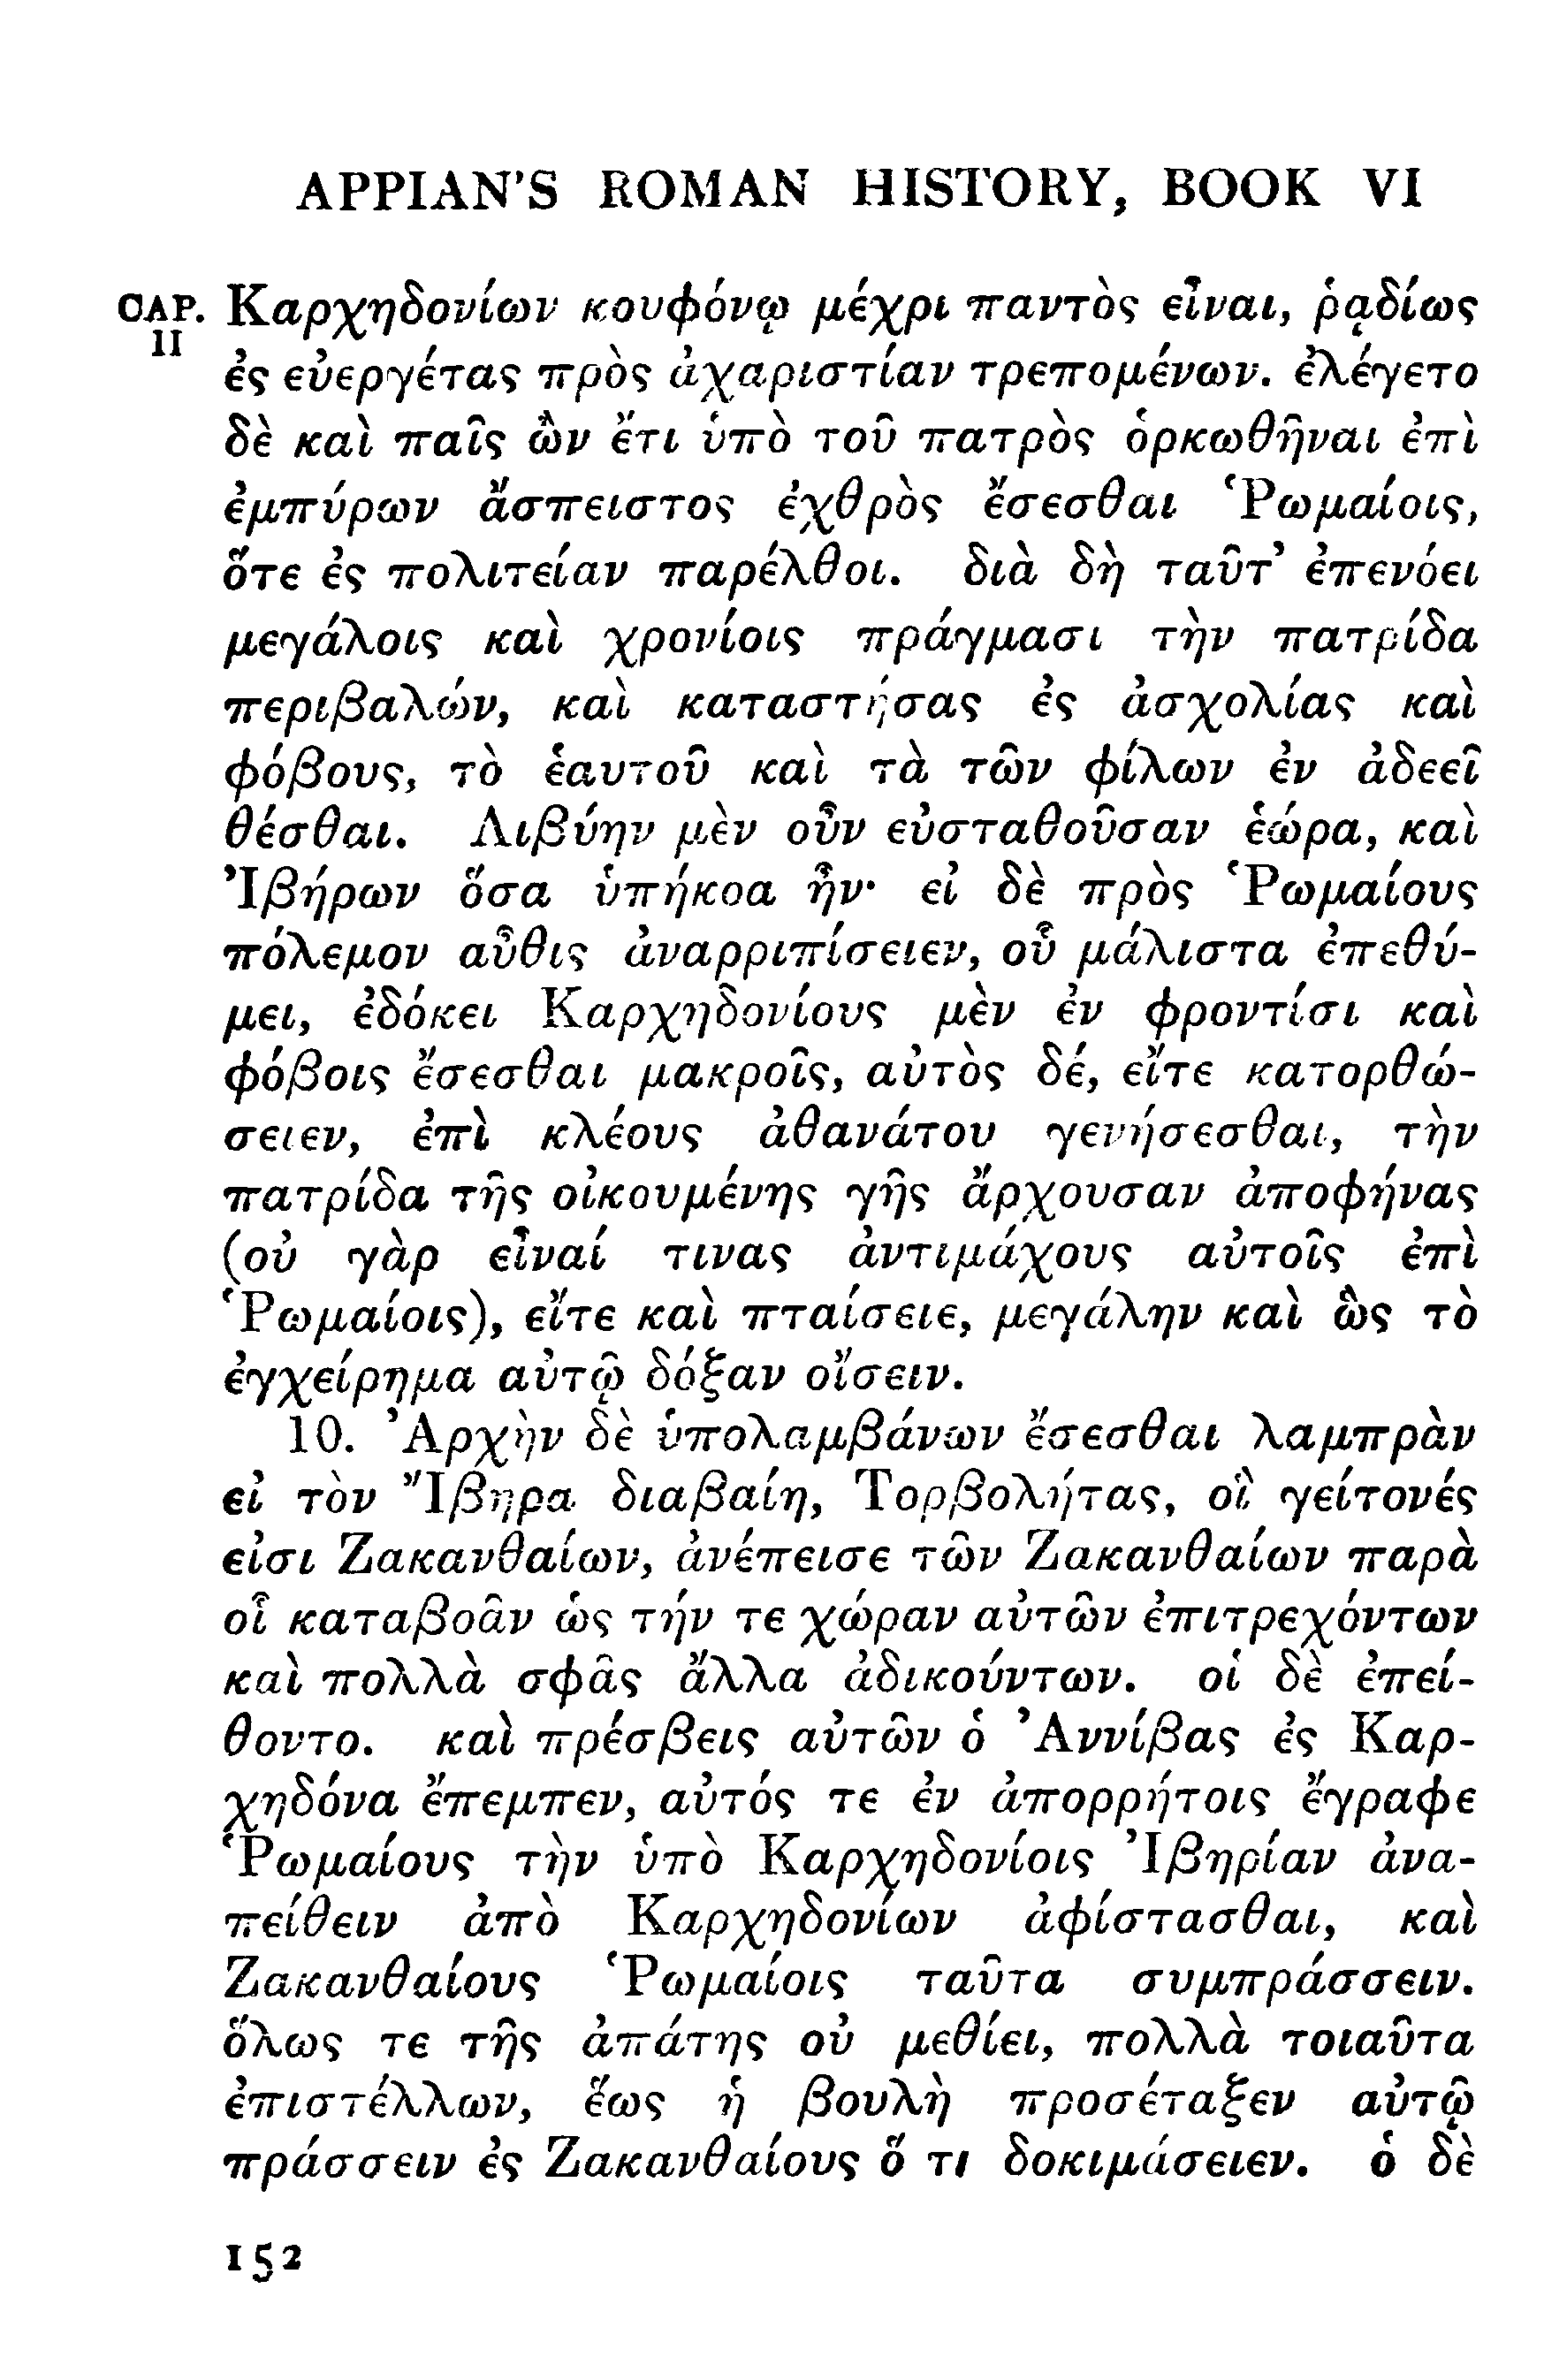 APPIAN'S ROMAN HISTORY, BOOK VI
CAP. II
Καρχηδονίων κουφόνῳ μέχρι παντὸς εἶναι, ῥᾳδίως
ἐς εὐεργέτας πρὸς ἀχαριστίαν τρεπομένων. ἐλέγετο
δὲ καὶ παῖς ὢν ἔτι ὑπὸ τοῦ πατρὸς ὁρκωθῆναι ἐπὶ
ἐμπύρων ἄσπειστος ἐχθρὸς ἔσεσθαι Ῥωμαίοις,
ὅτε ἐς πολιτείαν παρέλθοι. διὰ δὴ ταῦτ' ἐπενόει
μεγάλοις καὶ χρονίοις πράγμασι τὴν πατρίδα
περιβαλών, καὶ καταστήσας ἐς ἀσχολίας καὶ
φόβους, τὸ ἑαυτοῦ καὶ τὰ τῶν φίλων ἐν ἀδεεῖ
θέσθαι. Λιβύην μὲν οὖν εὐσταθοῦσαν ἑώρα, καὶ
Ἰβήρων ὅσα ὑπήκοα ἦν· εἰ δὲ πρὸς Ῥωμαίους
πόλεμον αὖθις ἀναρριπίσειεν, οὗ μάλιστα ἐπεθύ-
μει, ἐδόκει Καρχηδονίους μὲν ἐν φροντίσι καὶ
φόβοις ἔσεσθαι μακροῖς, αὐτὸς δέ, εἴτε κατορθώ-
σειεν, ἐπὶ κλέους ἀθανάτου γενήσεσθαι, τὴν
πατρίδα τῆς οἰκουμένης γῆς ἄρχουσαν ἀποφήνας
(οὐ γὰρ εἶναί τινας ἀντιμάχους αὐτοῖς ἐπὶ
Ῥωμαίοις), εἴτε καὶ πταίσειε, μεγάλην καὶ ὣς τὸ
ἐγχείρημα αὐτῷ δόξαν οἴσειν.
10. Ἀρχὴν δὲ ὑπολαμβάνων ἔσεσθαι λαμπρὰν
εἰ τὸν Ἴβηρα διαβαίη, Τορβολήτας, οἳ γείτονές
εἰσι Ζακανθαίων, ἀνέπεισε τῶν Ζακανθαίων παρὰ
οἷ καταβοᾶν ὡς τήν τε χώραν αὐτῶν ἐπιτρεχόντων
καὶ πολλὰ σφᾶς ἄλλα ἀδικούντων. οἱ δὲ ἐπεί-
θοντο. καὶ πρέσβεις αὐτῶν ὁ Ἀννίβας ἐς Καρ-
χηδόνα ἔπεμπεν, αὐτός τε ἐν ἀπορρήτοις ἔγραφε
Ῥωμαίους τὴν ὑπὸ Καρχηδονίοις Ἰβηρίαν ἀνα-
πείθειν ἀπὸ Καρχηδονίων ἀφίστασθαι, καὶ
Ζακανθαίους Ῥωμαίοις ταῦτα συμπράσσειν.
ὅλως τε τῆς ἀπάτης οὐ μεθίει, πολλὰ τοιαῦτα
ἐπιστέλλων, ἕως ἡ βουλὴ προσέταξεν αὐτῷ
πράσσειν ἐς Ζακανθαίους ὅ τι δοκιμάσειεν. ὁ δὲ
152